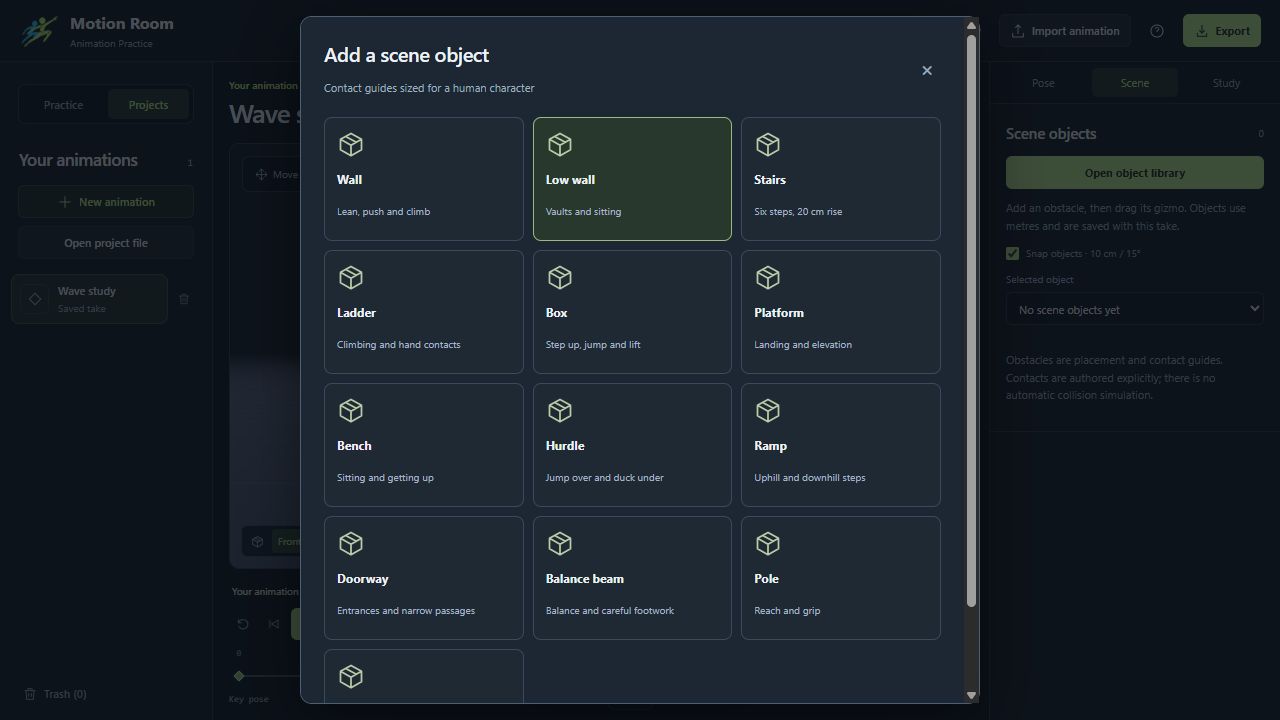 Motion Room
Animation Practice
Import animation
Export
Practice
Projects
Your animations
1
New animation
Open project file
Wave study
Saved take
Trash (0)
Your animation
Wave s
Move
Front
Your animation
0
Key pose
Add a scene object
Contact guides sized for a human character
Wall
Lean, push and climb
Low wall
Vaults and sitting
Stairs
Six steps, 20 cm rise
Ladder
Climbing and hand contacts
Box
Step up, jump and lift
Platform
Landing and elevation
Bench
Sitting and getting up
Hurdle
Jump over and duck under
Ramp
Uphill and downhill steps
Doorway
Entrances and narrow passages
Balance beam
Balance and careful footwork
Pole
Reach and grip
Pose
Scene
Study
Scene objects
0
Open object library
Add an obstacle, then drag its gizmo. Objects use
metres and are saved with this take.
Snap objects · 10 cm / 15°
Selected object
No scene objects yet
Obstacles are placement and contact guides.
Contacts are authored explicitly; there is no
automatic collision simulation.